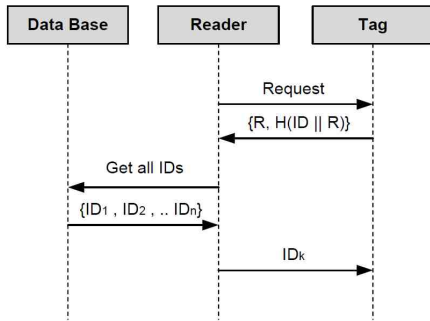 Data Base
Reader
Tag
Request
{R, H(ID || R)}
Get all IDs
{ID₁ , ID₂ , .. IDₙ}
IDₖ